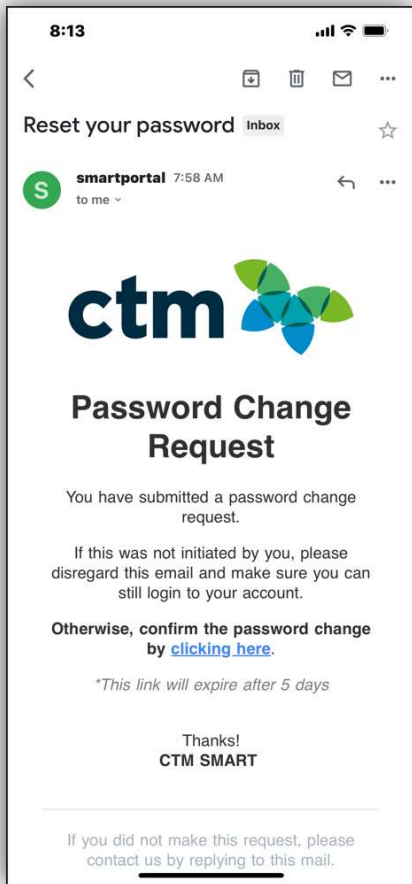 8:13
Reset your password Inbox
S
smartportal 7:58 AM
to me
ctm
Password Change
Request
You have submitted a password change
request.
If this was not initiated by you, please
disregard this email and make sure you can
still login to your account.
Otherwise, confirm the password change
by clicking here.
*This link will expire after 5 days
Thanks!
CTM SMART
If you did not make this request, please
contact us by replying to this mail.